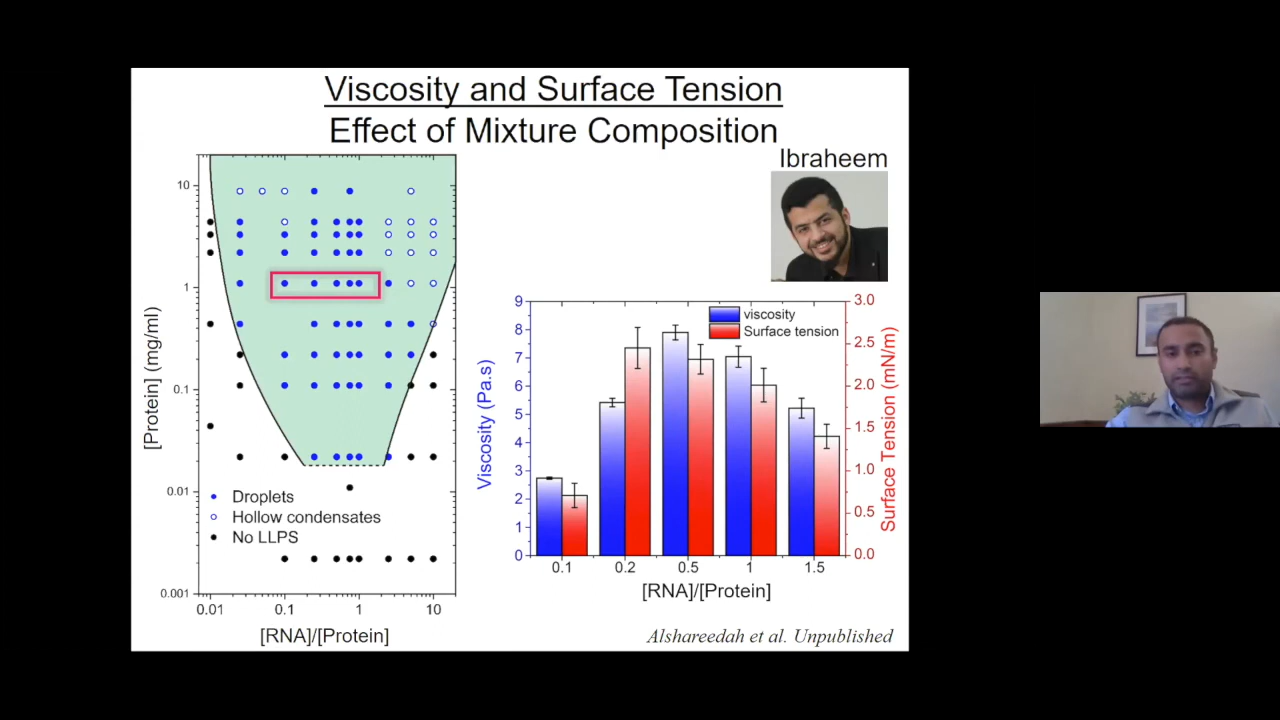 Viscosity and Surface Tension
Effect of Mixture Composition
Ibraheem
10
1
0.1
0.01
0.001
[Protein] (mg/ml)
Droplets
Hollow condensates
No LLPS
0.01
0.1
1
10
[RNA]/[Protein]
9
8
7
6
5
4
3
2
1
0
Viscosity (Pa.s)
viscosity
Surface tension
3.0
2.5
2.0
1.5
1.0
0.5
0.0
Surface Tension (mN/m)
0.1
0.2
0.5
1
1.5
[RNA]/[Protein]
Alshareedah et al. Unpublished